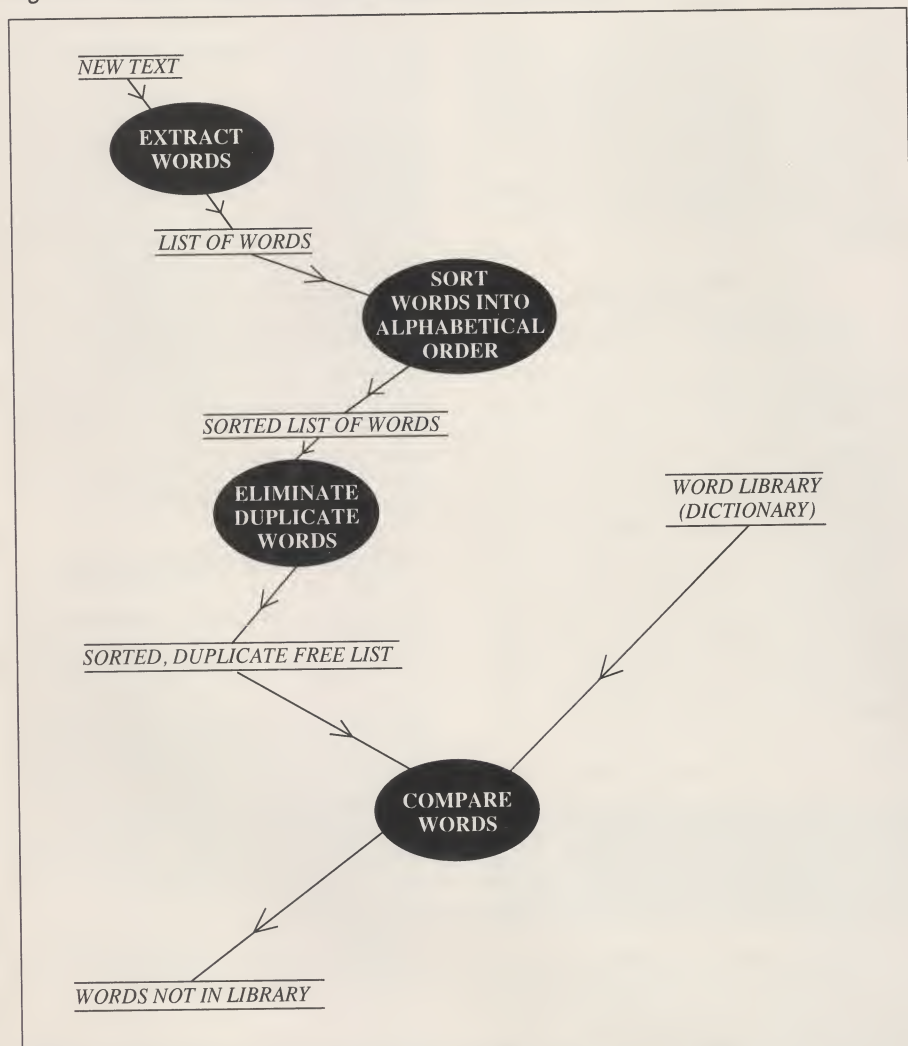 NEW TEXT
EXTRACT
WORDS
LIST OF WORDS
SORT
WORDS INTO
ALPHABETICAL
ORDER
SORTED LIST OF WORDS
ELIMINATE
DUPLICATE
WORDS
WORD LIBRARY
(DICTIONARY)
SORTED, DUPLICATE FREE LIST
COMPARE
WORDS
WORDS NOT IN LIBRARY